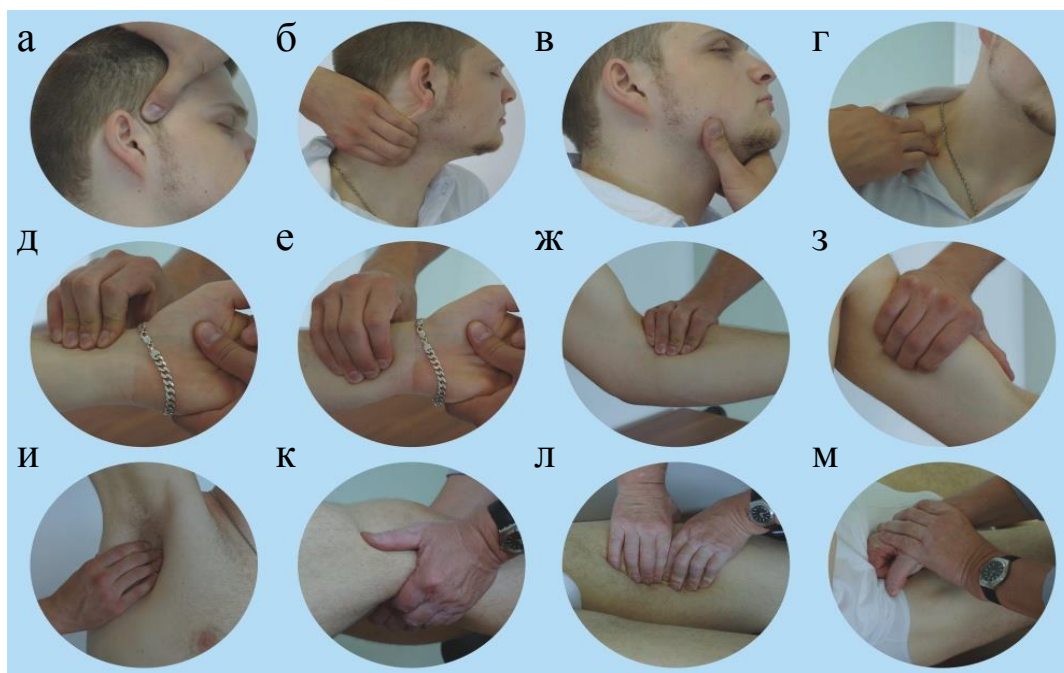 а б в г
д е ж з
и к л м